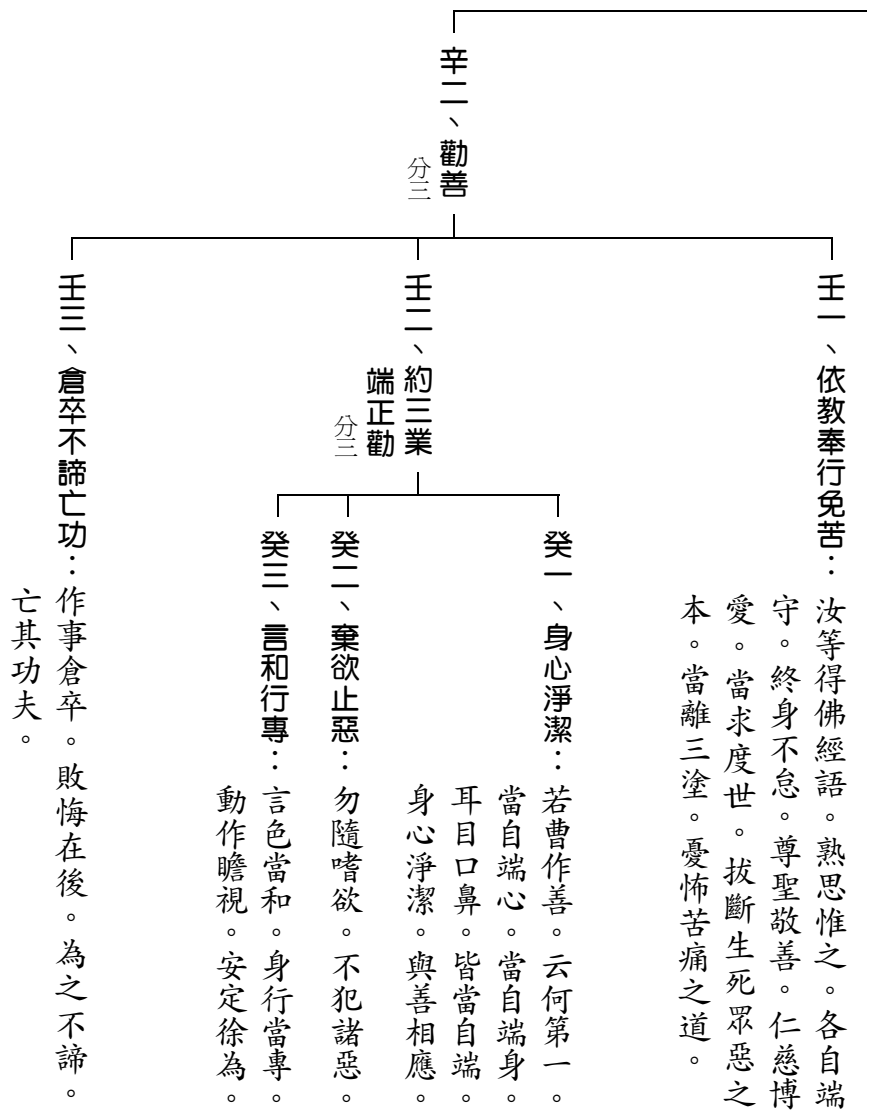 辛二、勸善
分三
壬一、依教奉行免苦：
汝等得佛經語。熟思惟之。各自端
守。終身不怠。尊聖敬善。仁慈博
愛。當求度世。拔斷生死眾惡之
本。當離三塗。憂怖苦痛之道。
壬二、約三業
端正勸
分三
癸一、身心淨潔：
若曹作善。云何第一。
當自端心。當自端身。
耳目口鼻。皆當自端。
身心淨潔。與善相應。
癸二、棄欲止惡：
勿隨嗜欲。不犯諸惡。
癸三、言和行專：
言色當和。身行當專。
動作瞻視。安定徐為。
壬三、倉卒不諦亡功：
作事倉卒。敗悔在後。為之不諦。
亡其功夫。